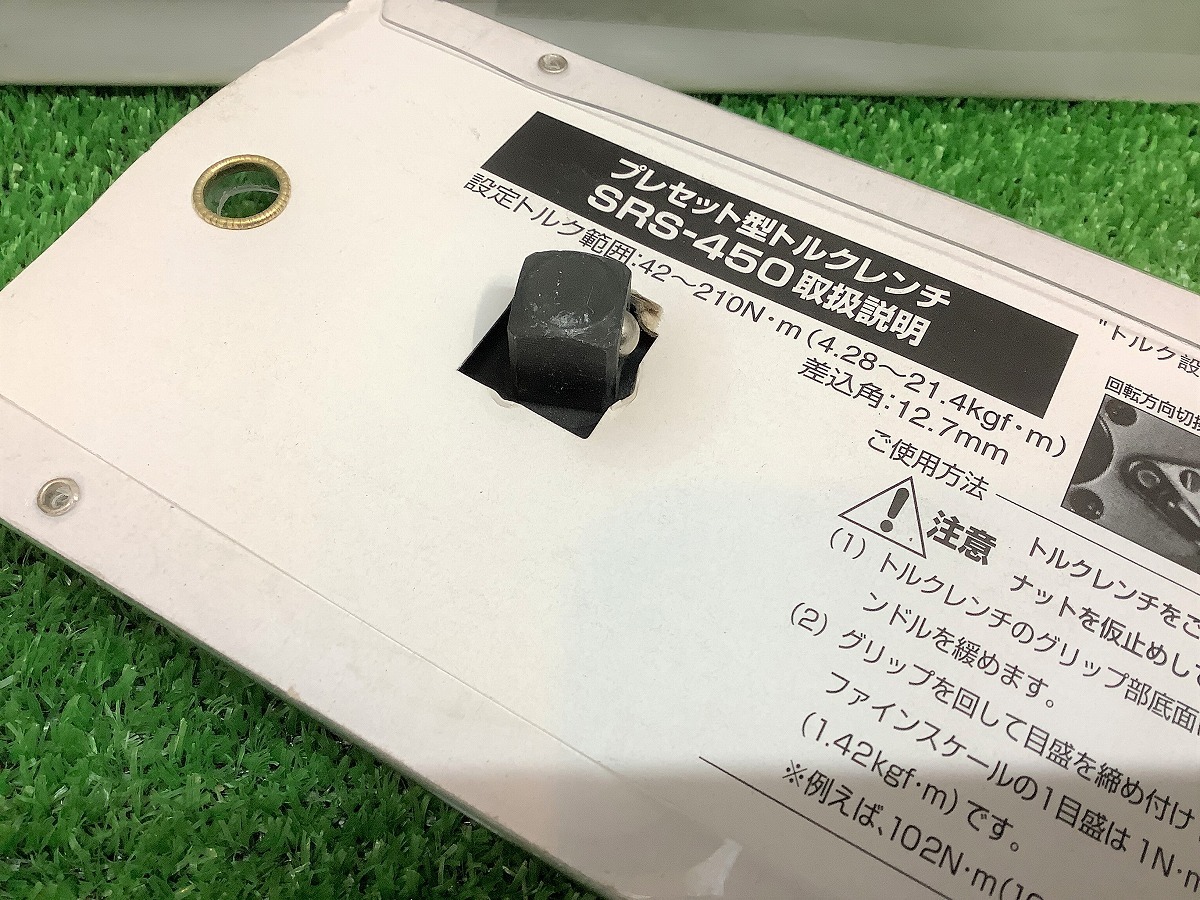 プレセット型トルクレンチ
SRS-450取扱説明
設定トルク範囲:42〜210N・m(4.28〜21.4kgf・m)
差込角:12.7mm
"トルク設
回転方向切換
ご使用方法
注意
トルクレンチをご
ナットを仮止めして
(1) トルクレンチのグリップ部底面
ンドルを緩めます。
(2) グリップを回して目盛を締め付け
ファインスケールの1目盛は1N・m
(1.42kgf・m)です。
※例えば、102N・m(10